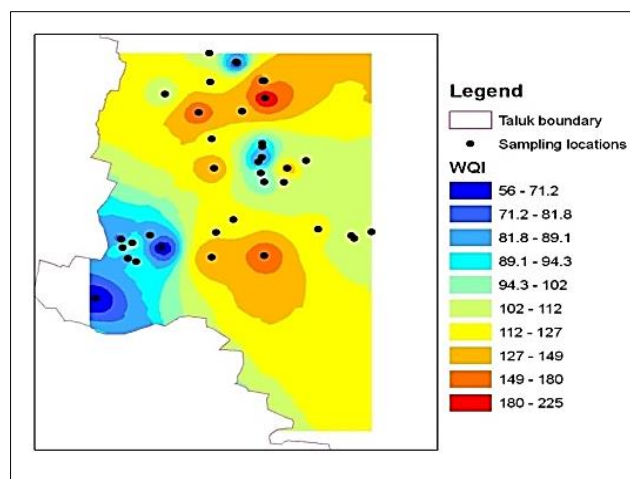 Legend
Taluk boundary
Sampling locations
WQI
56 - 71.2
71.2 - 81.8
81.8 - 89.1
89.1 - 94.3
94.3 - 102
102 - 112
112 - 127
127 - 149
149 - 180
180 - 225